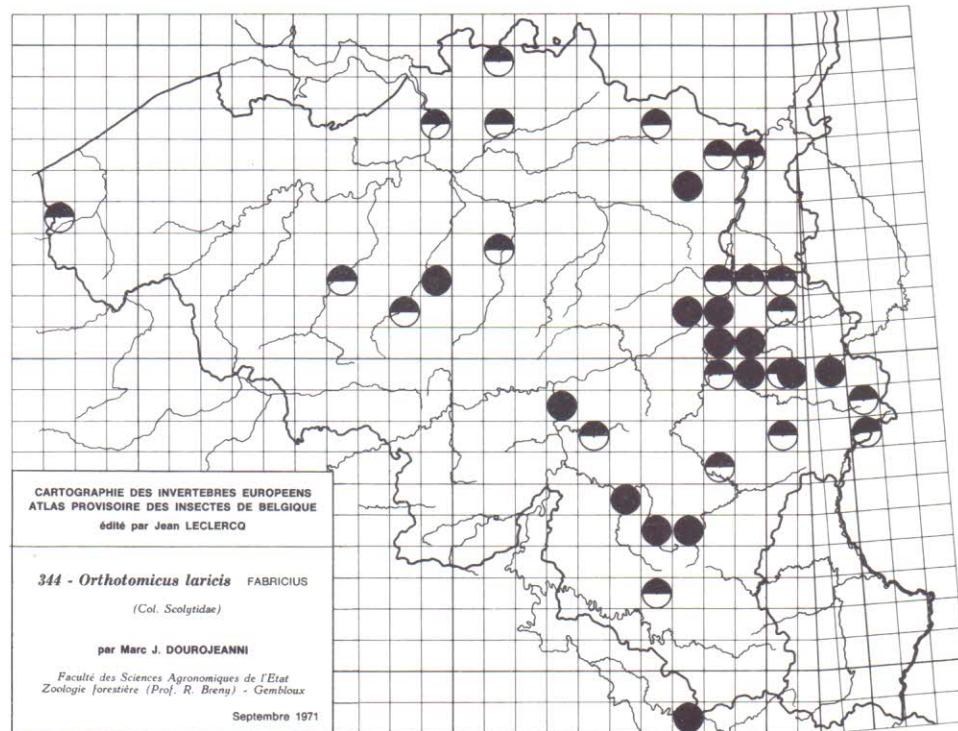 CARTOGRAPHIE DES INVERTEBRES EUROPEENS
ATLAS PROVISOIRE DES INSECTES DE BELGIQUE
édité par Jean LECLERCQ
344 - Orthotomicus laricis FABRICIUS
(Col. Scolytidae)
par Marc J. DOUROJEANNI
Faculté des Sciences Agronomiques de l'Etat
Zoologie forestière (Prof. R. Breny) - Gembloux
Septembre 1971